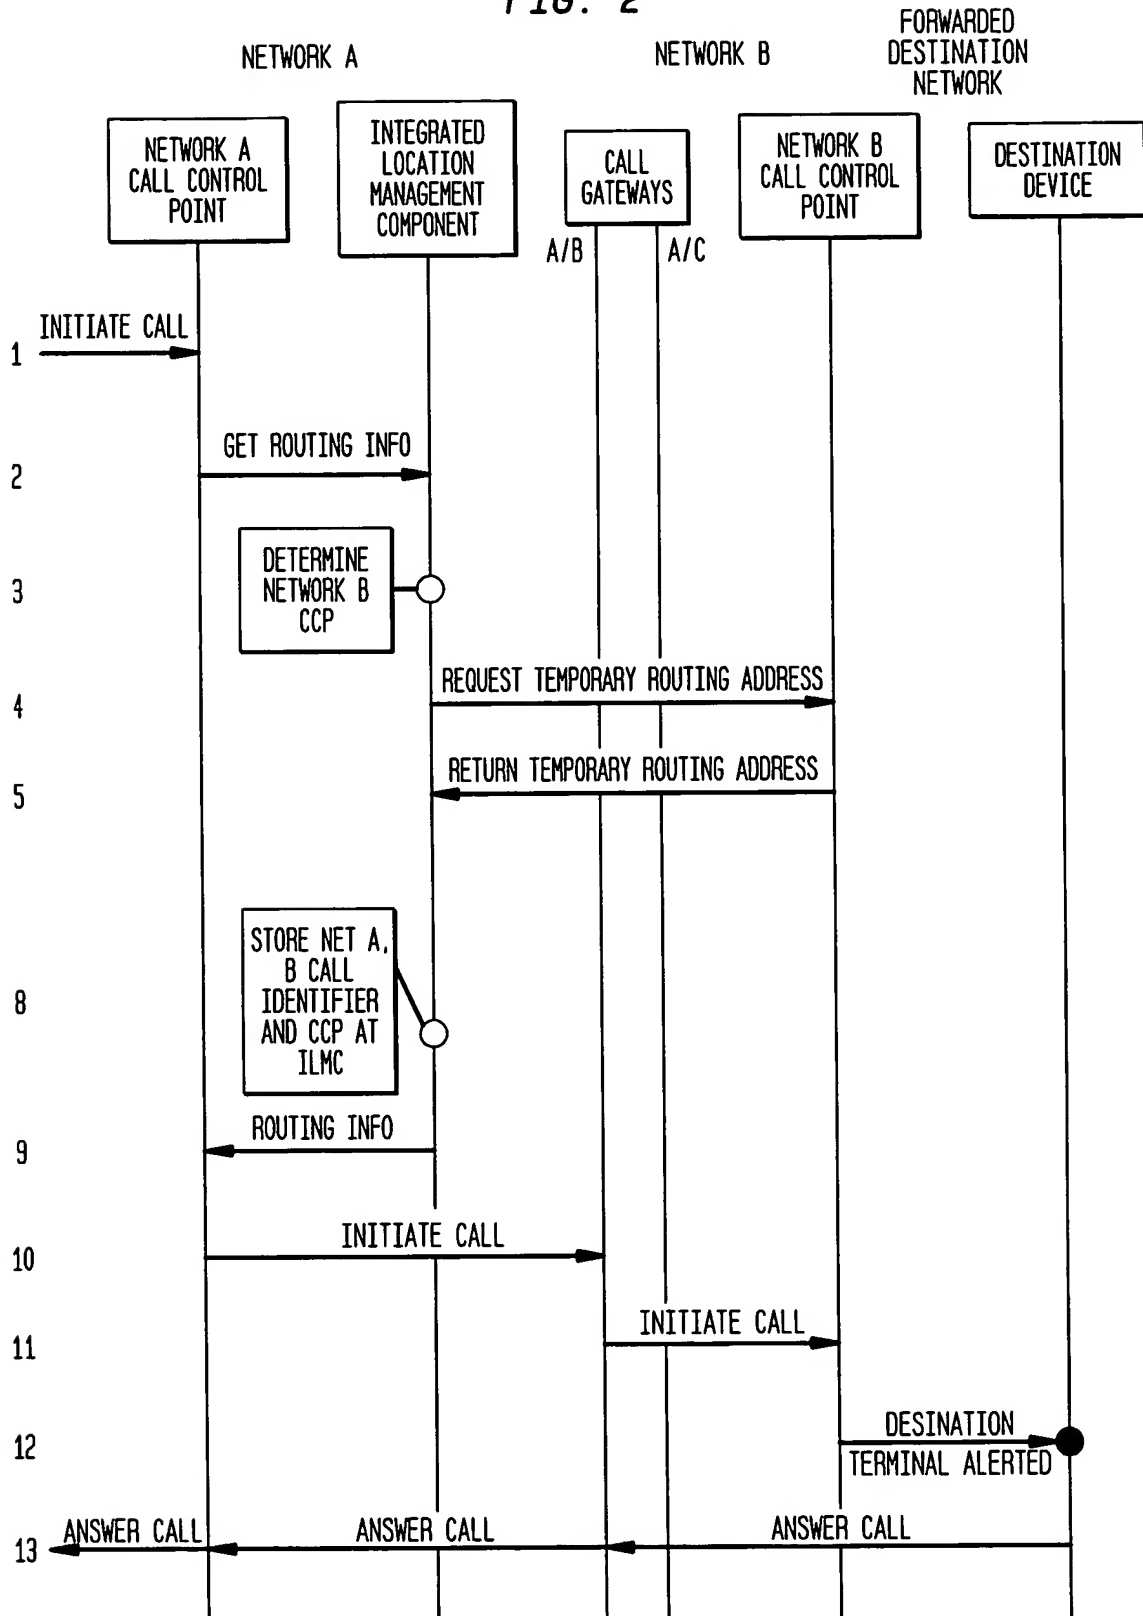 FIG. 2
NETWORK A
NETWORK B
FORWARDED
DESTINATION
NETWORK
NETWORK A
CALL CONTROL
POINT
INTEGRATED
LOCATION
MANAGEMENT
COMPONENT
CALL
GATEWAYS
NETWORK B
CALL CONTROL
POINT
DESTINATION
DEVICE
A/B
A/C
INITIATE CALL
1
GET ROUTING INFO
2
DETERMINE
NETWORK B
CCP
3
REQUEST TEMPORARY ROUTING ADDRESS
4
RETURN TEMPORARY ROUTING ADDRESS
5
STORE NET A,
B CALL
IDENTIFIER
AND CCP AT
ILMC
8
ROUTING INFO
9
INITIATE CALL
10
INITIATE CALL
11
DESINATION
TERMINAL ALERTED
12
ANSWER CALL
ANSWER CALL
ANSWER CALL
13